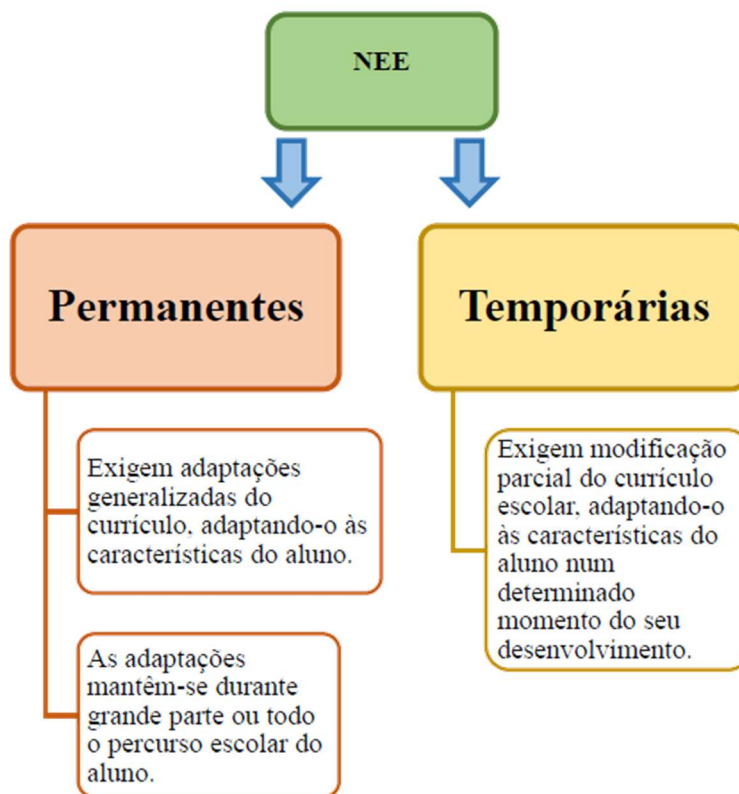 NEE
Permanentes
Exigem adaptações
generalizadas do
currículo, adaptando-o às
características do aluno.
As adaptações
mantêm-se durante
grande parte ou todo
o percurso escolar do
aluno.
Temporárias
Exigem modificação
parcial do currículo
escolar, adaptando-o
às características do
aluno num
determinado
momento do seu
desenvolvimento.